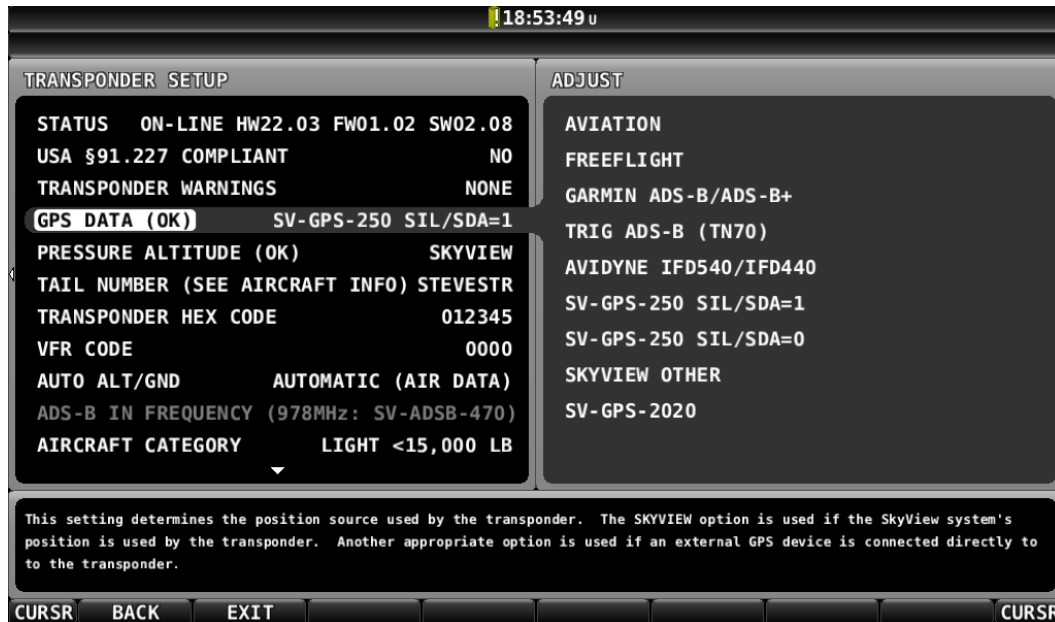 18:53:49 U
TRANSPONDER SETUP
STATUS ON-LINE HW22.03 FW01.02 SW02.08
USA §91.227 COMPLIANT NO
TRANSPONDER WARNINGS NONE
GPS DATA (OK) SV-GPS-250 SIL/SDA=1
PRESSURE ALTITUDE (OK) SKYVIEW
TAIL NUMBER (SEE AIRCRAFT INFO) STEVESTR
TRANSPONDER HEX CODE 012345
VFR CODE 0000
AUTO ALT/GND AUTOMATIC (AIR DATA)
ADS-B IN FREQUENCY (978MHz: SV-ADSB-470)
AIRCRAFT CATEGORY LIGHT <15,000 LB
ADJUST
AVIATION
FREEFLIGHT
GARMIN ADS-B/ADS-B+
TRIG ADS-B (TN70)
AVIDYNE IFD540/IFD440
SV-GPS-250 SIL/SDA=1
SV-GPS-250 SIL/SDA=0
SKYVIEW OTHER
SV-GPS-2020
This setting determines the position source used by the transponder. The SKYVIEW option is used if the SkyView system's
position is used by the transponder. Another appropriate option is used if an external GPS device is connected directly to
to the transponder.
CURSR BACK EXIT CURSR